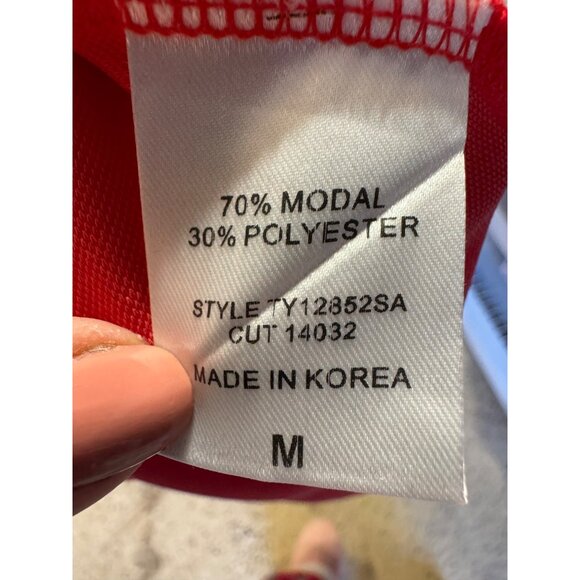 70% MODAL
30% POLYESTER
STYLE TY12852SA
CUT 14032
MADE IN KOREA
M